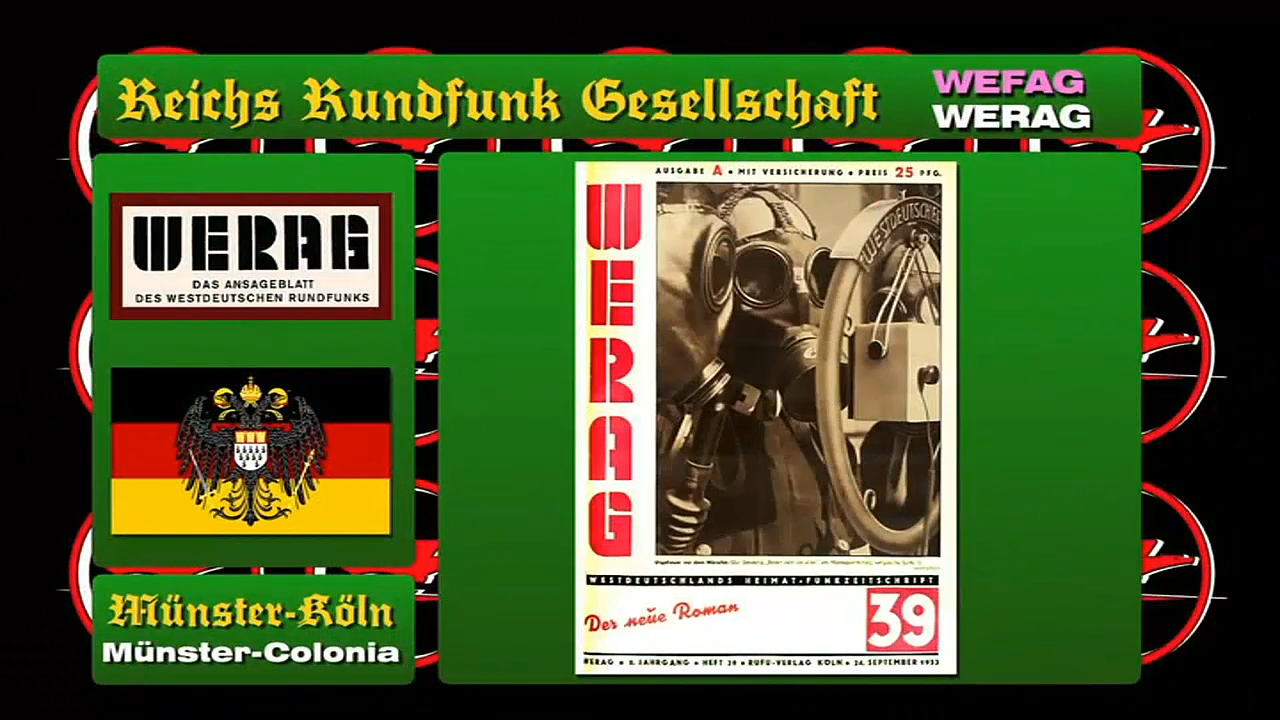 Reichs Rundfunk Gesellschaft
WEFAG
WERAG
WERAG
DAS ANSAGEBLATT
DES WESTDEUTSCHEN RUNDFUNKS
Münster-Köln
Münster-Colonia
AUSGABE A • MIT VERSICHERUNG • PREIS 25 PFG.
WERAG
WESTDEUTSCHE
WESTDEUTSCHLANDS HEIMAT-FUNKZEITSCHRIFT
Der neue Roman
39
WERAG • 8. JAHRGANG • HEFT 39 • RUFU-VERLAG KÖLN • 24. SEPTEMBER 1933